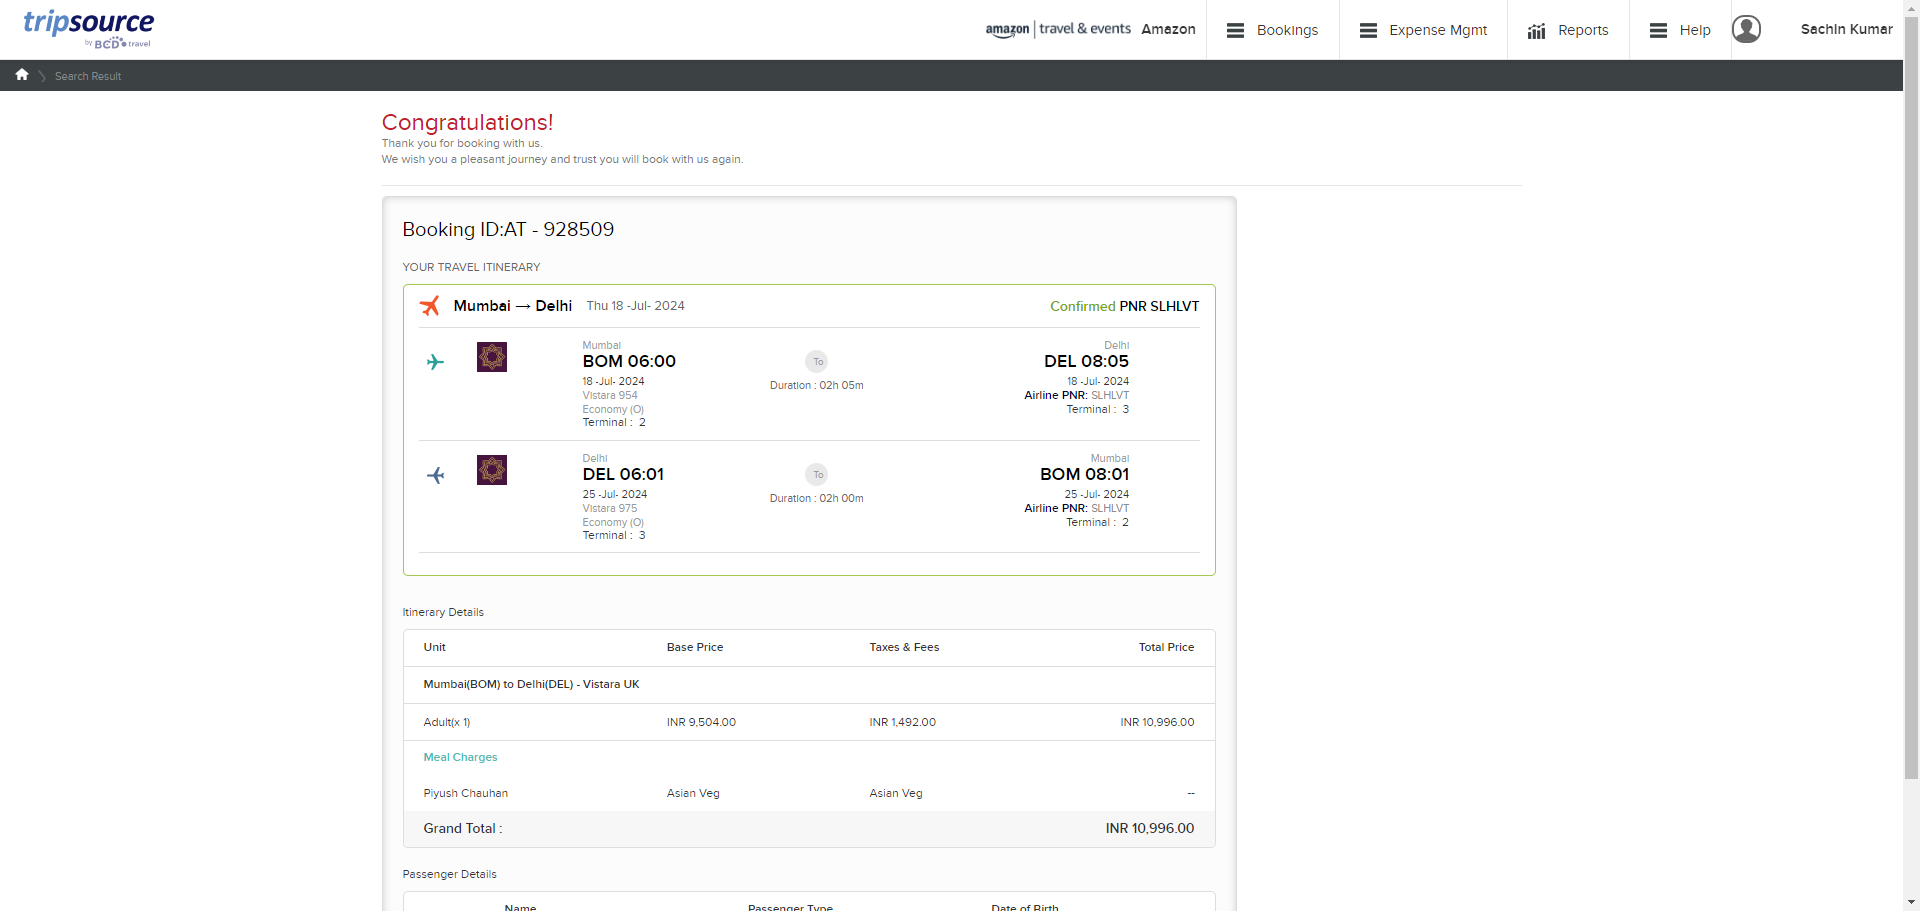 tripsource
by BCD travel
amazon | travel & events Amazon
Bookings
Expense Mgmt
Reports
Help
Sachin Kumar
Search Result
Congratulations!
Thank you for booking with us.
We wish you a pleasant journey and trust you will book with us again.
Booking ID:AT - 928509
YOUR TRAVEL ITINERARY
Mumbai → Delhi Thu 18 -Jul- 2024 Confirmed PNR SLHLVT
Mumbai
BOM 06:00
18 -Jul- 2024
Vistara 954
Economy (O)
Terminal : 2
To
Duration : 02h 05m
Delhi
DEL 08:05
18 -Jul- 2024
Airline PNR: SLHLVT
Terminal : 3
Delhi
DEL 06:01
25 -Jul- 2024
Vistara 975
Economy (O)
Terminal : 3
To
Duration : 02h 00m
Mumbai
BOM 08:01
25 -Jul- 2024
Airline PNR: SLHLVT
Terminal : 2
Itinerary Details
Unit Base Price Taxes & Fees Total Price
Mumbai(BOM) to Delhi(DEL) - Vistara UK
Adult(x 1) INR 9,504.00 INR 1,492.00 INR 10,996.00
Meal Charges
Piyush Chauhan Asian Veg Asian Veg --
Grand Total : INR 10,996.00
Passenger Details
Name Passenger Type Date of Birth